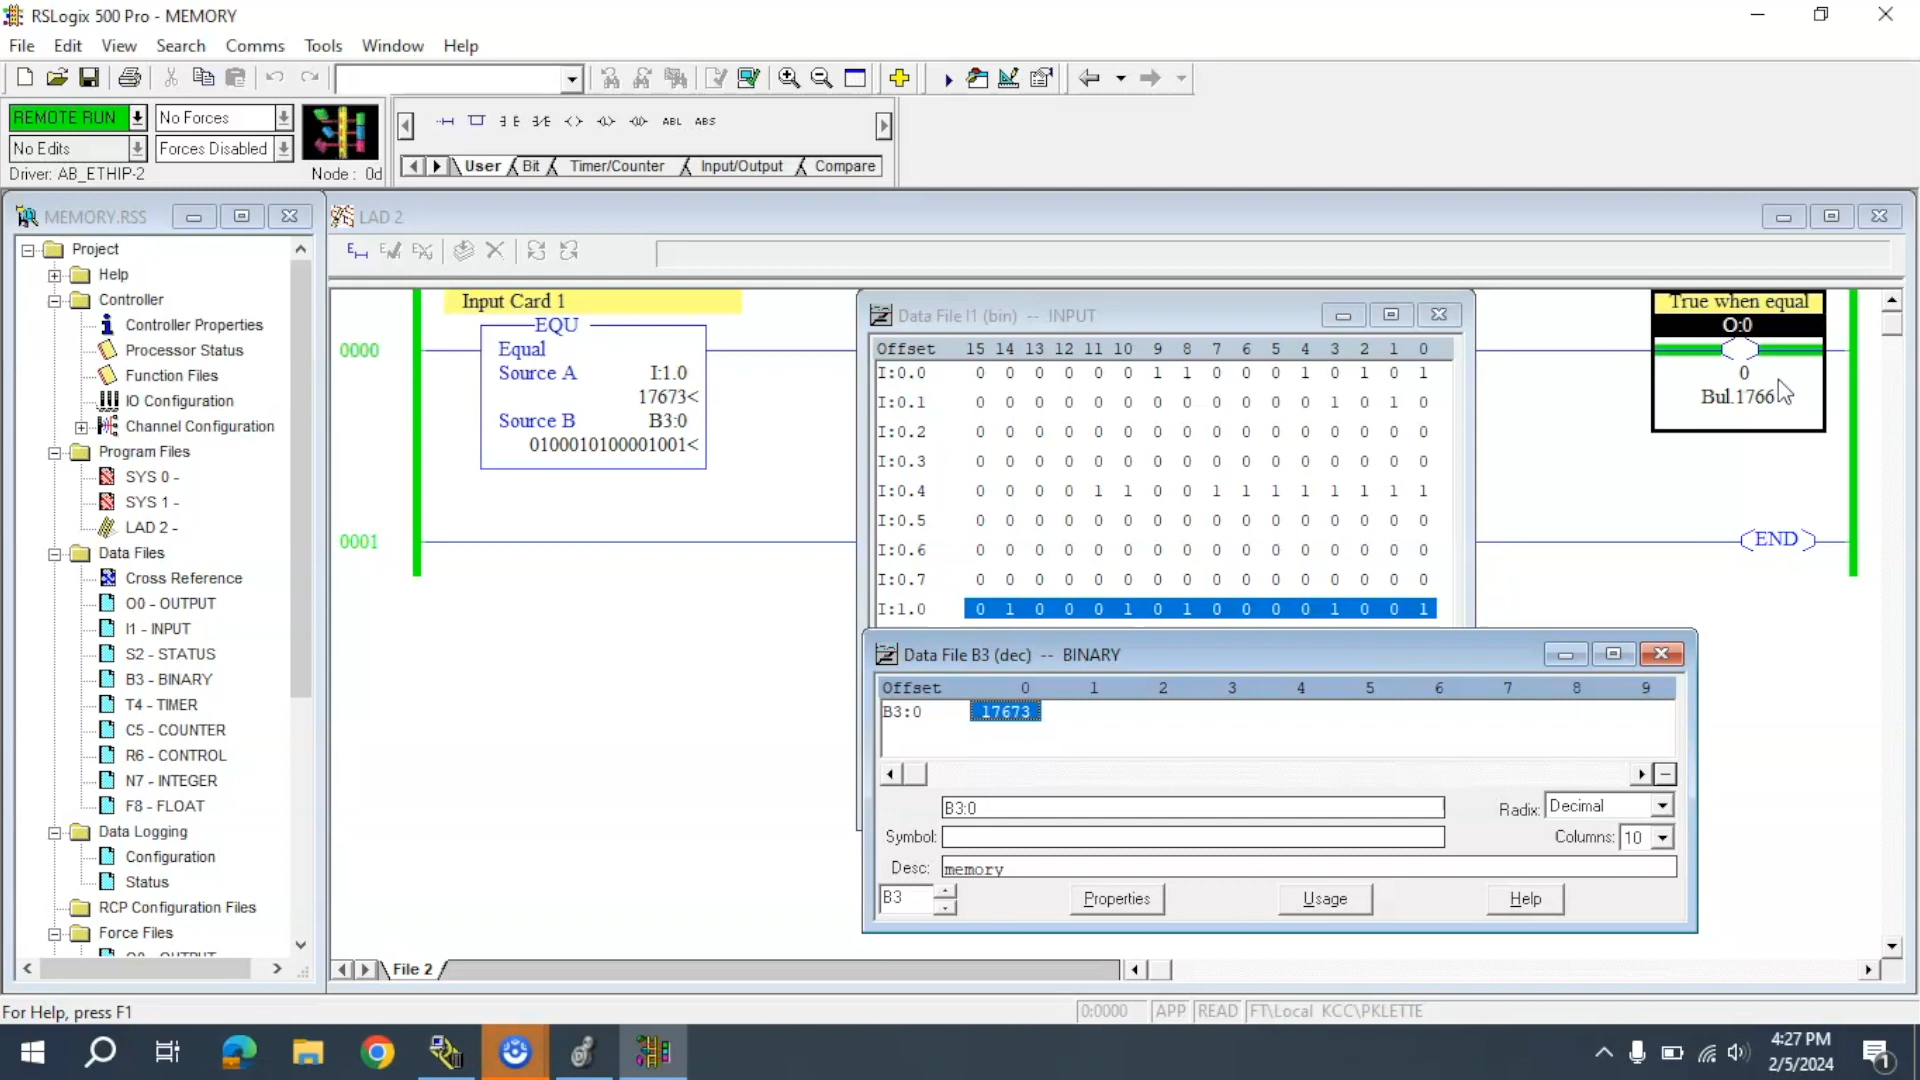 RSLogix 500 Pro - MEMORY
File Edit View Search Comms Tools Window Help
REMOTE RUN No Forces
No Edits Forces Disabled
Driver: AB_ETHIP-2 Node : 0d
ABL ABS
User Bit Timer/Counter Input/Output Compare
MEMORY.RSS
Project
Help
Controller
Controller Properties
Processor Status
Function Files
IO Configuration
Channel Configuration
Program Files
SYS 0 -
SYS 1 -
LAD 2 -
Data Files
Cross Reference
O0 - OUTPUT
I1 - INPUT
S2 - STATUS
B3 - BINARY
T4 - TIMER
C5 - COUNTER
R6 - CONTROL
N7 - INTEGER
F8 - FLOAT
Data Logging
Configuration
Status
RCP Configuration Files
Force Files
O0 - OUTPUT
LAD 2
Input Card 1
0000
EQU
Equal
Source A I:1.0
17673<
Source B B3:0
0100010100001001<
0001
True when equal
O:0
0
Bul.1766
END
Data File I1 (bin) -- INPUT
Offset 15 14 13 12 11 10 9 8 7 6 5 4 3 2 1 0
I:0.0 0 0 0 0 0 0 1 1 0 0 0 1 0 1 0 1
I:0.1 0 0 0 0 0 0 0 0 0 0 0 0 1 0 1 0
I:0.2 0 0 0 0 0 0 0 0 0 0 0 0 0 0 0 0
I:0.3 0 0 0 0 0 0 0 0 0 0 0 0 0 0 0 0
I:0.4 0 0 0 0 1 1 0 0 1 1 1 1 1 1 1 1
I:0.5 0 0 0 0 0 0 0 0 0 0 0 0 0 0 0 0
I:0.6 0 0 0 0 0 0 0 0 0 0 0 0 0 0 0 0
I:0.7 0 0 0 0 0 0 0 0 0 0 0 0 0 0 0 0
I:1.0 0 1 0 0 0 1 0 1 0 0 0 0 1 0 0 1
Data File B3 (dec) -- BINARY
Offset 0 1 2 3 4 5 6 7 8 9
B3:0 17673
B3:0 Radix: Decimal
Symbol: Columns: 10
Desc: memory
B3 Properties Usage Help
File 2
For Help, press F1
0:0000 APP READ FT\Local KCC\PKLETTE
4:27 PM
2/5/2024
1